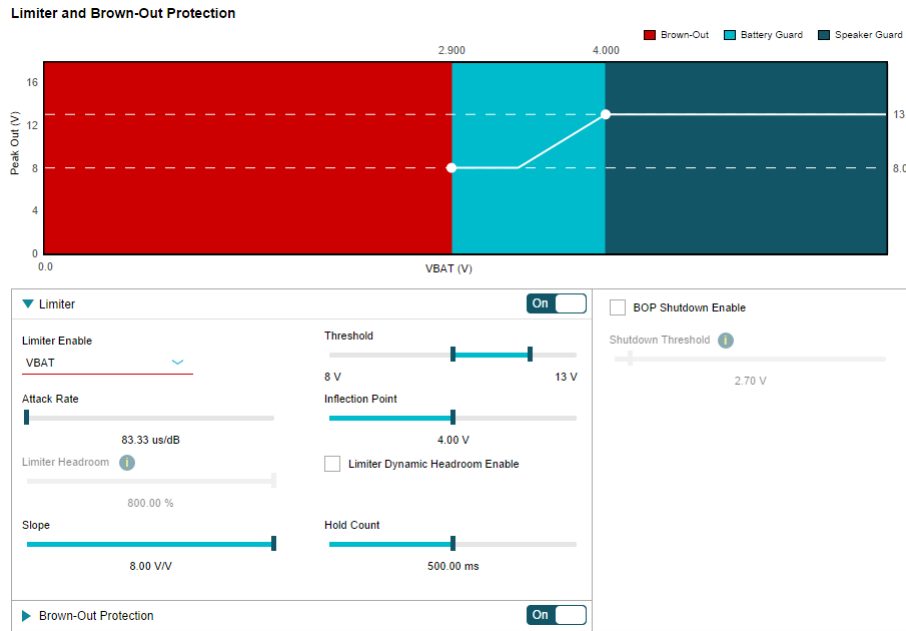 Limiter and Brown-Out Protection
Brown-Out Battery Guard Speaker Guard
2.900 4.000
16
12
8
4
0
Peak Out (V)
13
8.0
0.0
VBAT (V)
Limiter On
Limiter Enable
VBAT
Threshold
8 V 13 V
Attack Rate
83.33 us/dB
Inflection Point
4.00 V
Limiter Headroom i
800.00 %
Limiter Dynamic Headroom Enable
Slope
8.00 V/V
Hold Count
500.00 ms
Brown-Out Protection On
BOP Shutdown Enable
Shutdown Threshold i
2.70 V